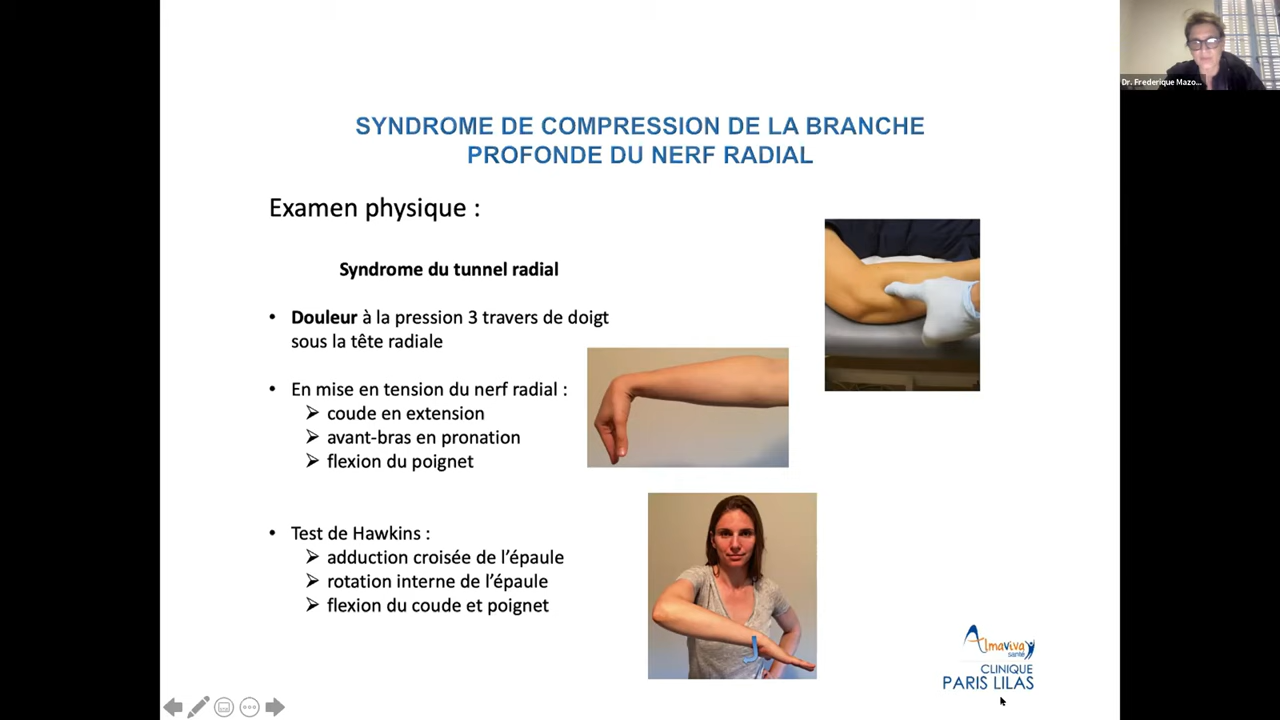 Dr. Frederique Mazo...
SYNDROME DE COMPRESSION DE LA BRANCHE
PROFONDE DU NERF RADIAL
Examen physique :
Syndrome du tunnel radial
• Douleur à la pression 3 travers de doigt
sous la tête radiale
• En mise en tension du nerf radial :
➢ coude en extension
➢ avant-bras en pronation
➢ flexion du poignet
• Test de Hawkins :
➢ adduction croisée de l’épaule
➢ rotation interne de l’épaule
➢ flexion du coude et poignet
Almaviva
santé
CLINIQUE
PARIS LILAS